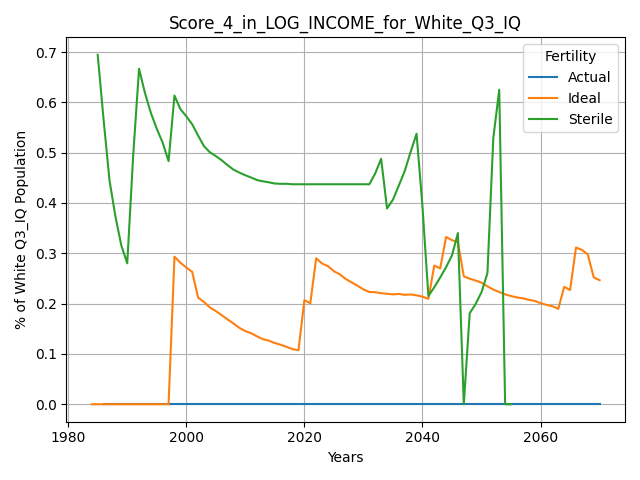 Score_4_in_LOG_INCOME_for_White_Q3_IQ
% of White Q3_IQ Population
0.7
0.6
0.5
0.4
0.3
0.2
0.1
0.0
Fertility
Actual
Ideal
Sterile
1980 2000 2020 2040 2060
Years